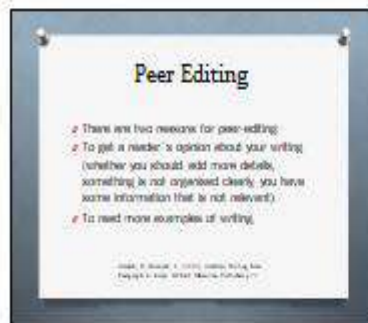 Peer Editing
There are two reasons for peer-editing:
To get a reader's opinion about your writing
(whether you should add more details,
something is not organised clearly, you have
some information that is not relevant).
To read more examples of writing.